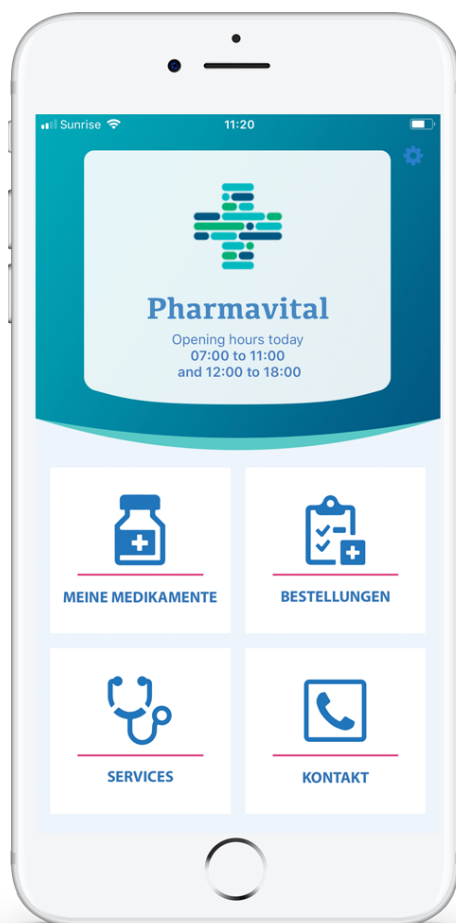 Sunrise
11:20
Pharmavital
Opening hours today
07:00 to 11:00
and 12:00 to 18:00
MEINE MEDIKAMENTE
BESTELLUNGEN
SERVICES
KONTAKT